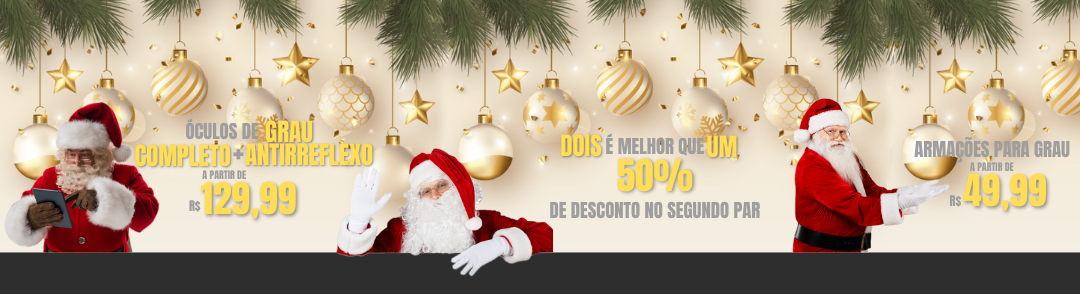 ÓCULOS DE GRAU
COMPLETO + ANTIRREFLEXO
A PARTIR DE
R$ 129,99
DOIS É MELHOR QUE UM
50%
DE DESCONTO NO SEGUNDO PAR
ARMAÇÕES PARA GRAU
A PARTIR DE
R$ 49,99